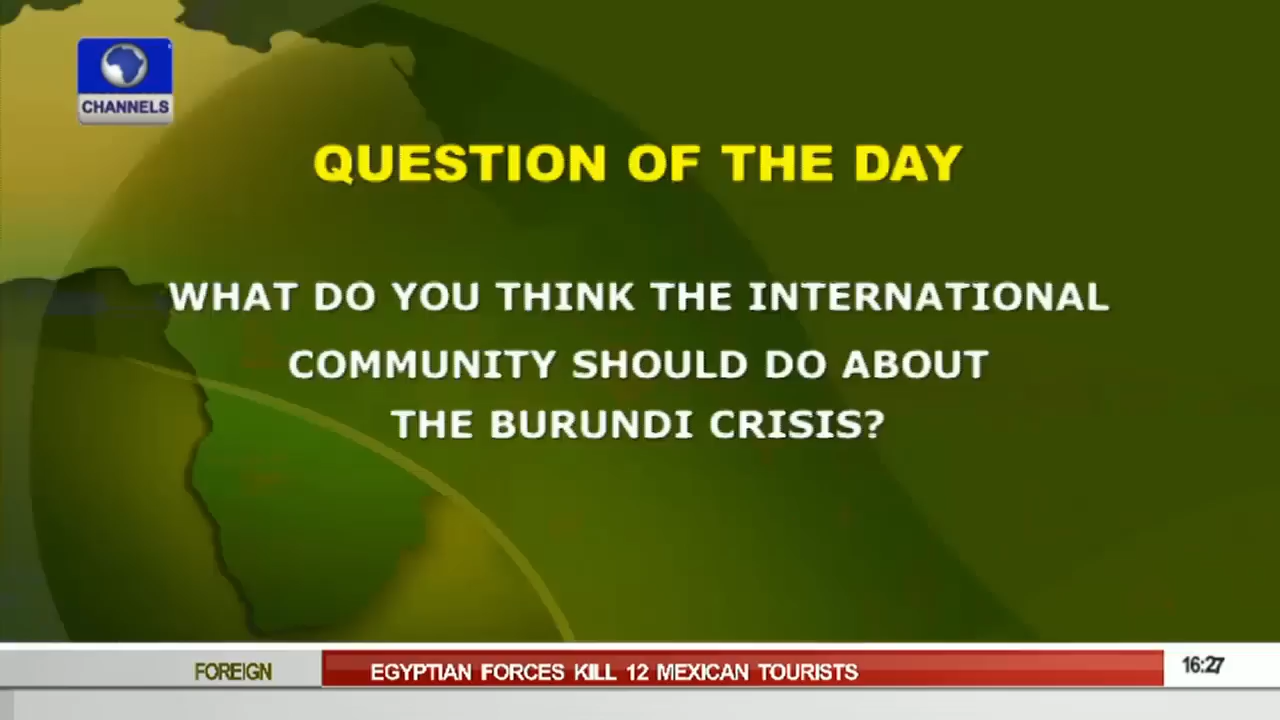 CHANNELS
QUESTION OF THE DAY
WHAT DO YOU THINK THE INTERNATIONAL
COMMUNITY SHOULD DO ABOUT
THE BURUNDI CRISIS?
FOREIGN
EGYPTIAN FORCES KILL 12 MEXICAN TOURISTS
16:27